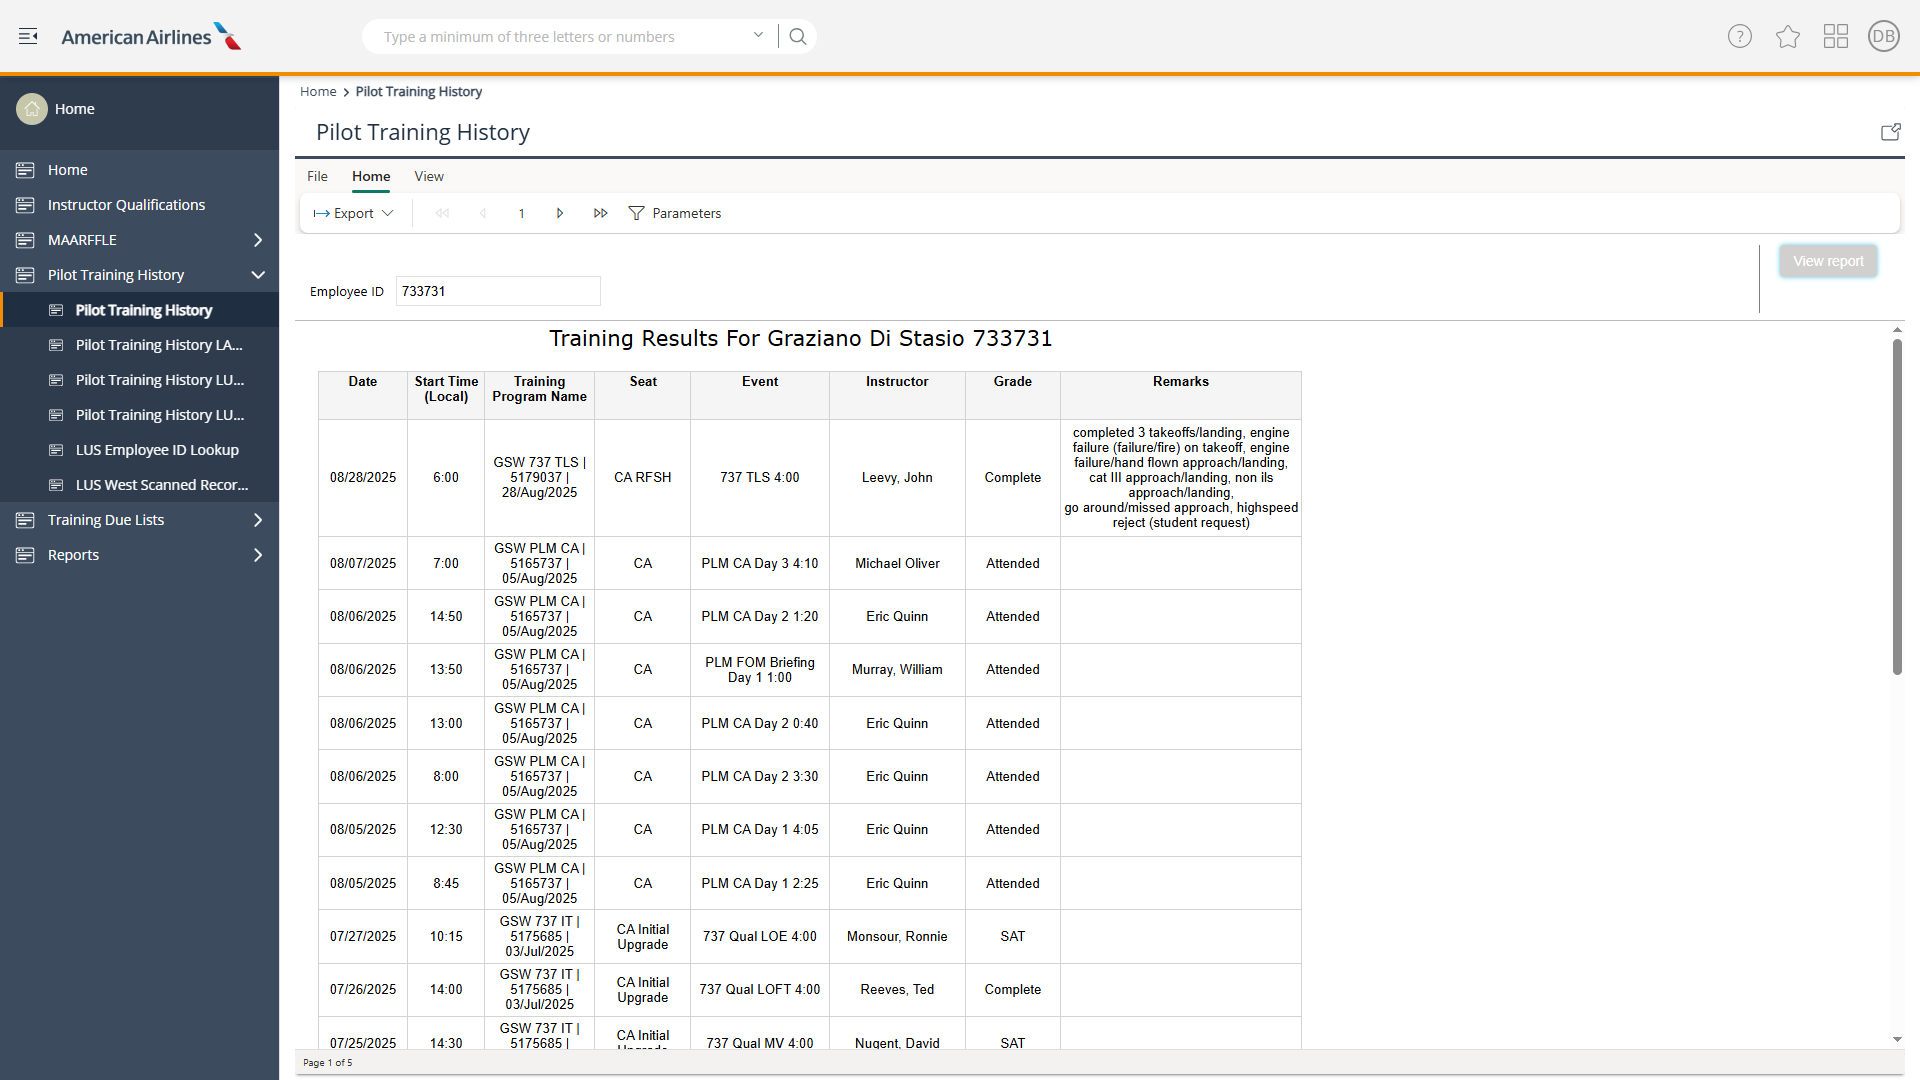 American Airlines
Type a minimum of three letters or numbers
?
DB
Home
Home
Instructor Qualifications
MAARFFLE
Pilot Training History
Pilot Training History
Pilot Training History LA...
Pilot Training History LU...
Pilot Training History LU...
LUS Employee ID Lookup
LUS West Scanned Recor...
Training Due Lists
Reports
Home > Pilot Training History
Pilot Training History
File Home View
Export 1 Parameters
Employee ID 733731
View report
Training Results For Graziano Di Stasio 733731
Date Start Time (Local) Training Program Name Seat Event Instructor Grade Remarks
08/28/2025 6:00 GSW 737 TLS | 5179037 | 28/Aug/2025 CA RFSH 737 TLS 4:00 Leevy, John Complete completed 3 takeoffs/landing, engine failure (failure/fire) on takeoff, engine failure/hand flown approach/landing, cat III approach/landing, non ils approach/landing, go around/missed approach, highspeed reject (student request)
08/07/2025 7:00 GSW PLM CA | 5165737 | 05/Aug/2025 CA PLM CA Day 3 4:10 Michael Oliver Attended
08/06/2025 14:50 GSW PLM CA | 5165737 | 05/Aug/2025 CA PLM CA Day 2 1:20 Eric Quinn Attended
08/06/2025 13:50 GSW PLM CA | 5165737 | 05/Aug/2025 CA PLM FOM Briefing Day 1 1:00 Murray, William Attended
08/06/2025 13:00 GSW PLM CA | 5165737 | 05/Aug/2025 CA PLM CA Day 2 0:40 Eric Quinn Attended
08/06/2025 8:00 GSW PLM CA | 5165737 | 05/Aug/2025 CA PLM CA Day 2 3:30 Eric Quinn Attended
08/05/2025 12:30 GSW PLM CA | 5165737 | 05/Aug/2025 CA PLM CA Day 1 4:05 Eric Quinn Attended
08/05/2025 8:45 GSW PLM CA | 5165737 | 05/Aug/2025 CA PLM CA Day 1 2:25 Eric Quinn Attended
07/27/2025 10:15 GSW 737 IT | 5175685 | 03/Jul/2025 CA Initial Upgrade 737 Qual LOE 4:00 Monsour, Ronnie SAT
07/26/2025 14:00 GSW 737 IT | 5175685 | 03/Jul/2025 CA Initial Upgrade 737 Qual LOFT 4:00 Reeves, Ted Complete
07/25/2025 14:30 GSW 737 IT | 5175685 | CA Initial Upgrade 737 Qual MV 4:00 Nugent, David SAT
Page 1 of 5